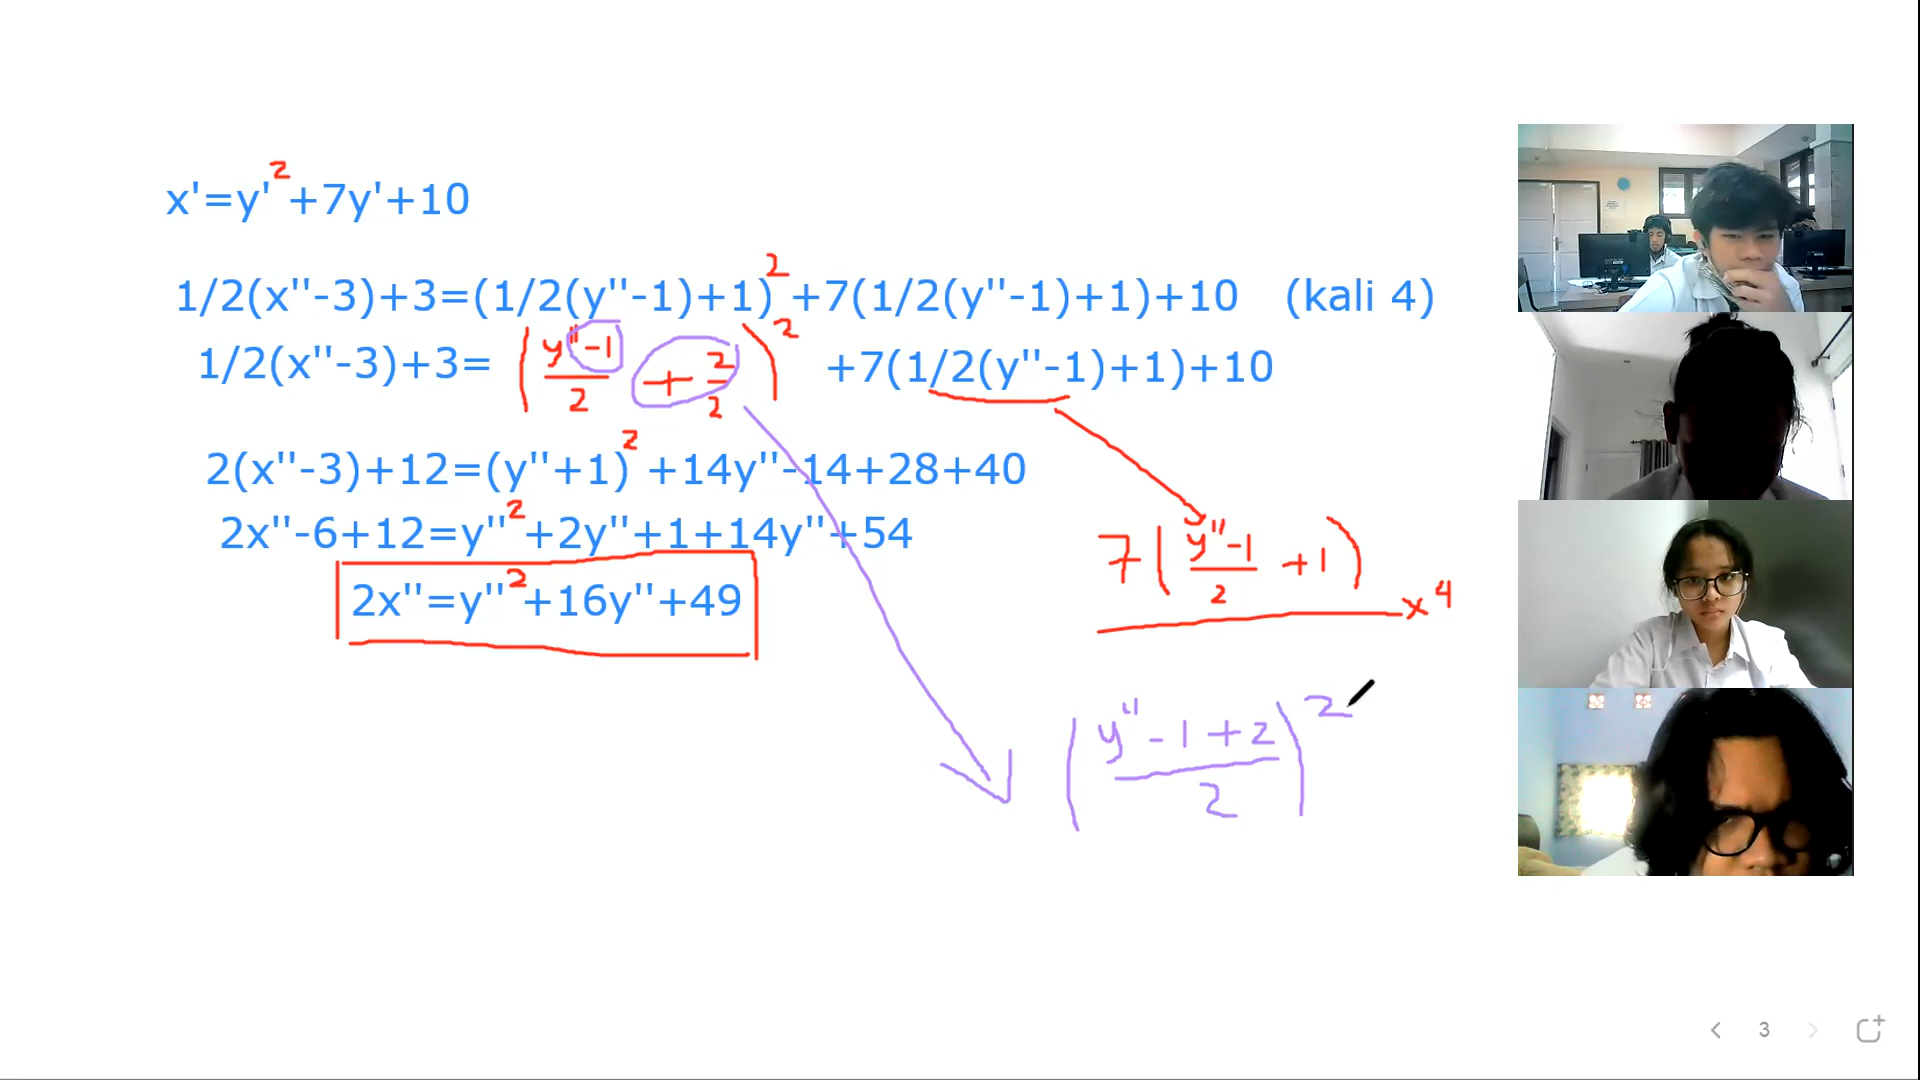 x'=y'²+7y'+10
1/2(x''-3)+3=(1/2(y''-1)+1)²+7(1/2(y''-1)+1)+10 (kali 4)
1/2(x''-3)+3= (y''-1/2 + 2/2)² +7(1/2(y''-1)+1)+10
2(x''-3)+12=(y''+1)²+14y''-14+28+40
2x''-6+12=y''²+2y''+1+14y''+54
2x''=y''²+16y''+49
7(y''-1/2 +1)
x4
(y''-1+2/2)²
3